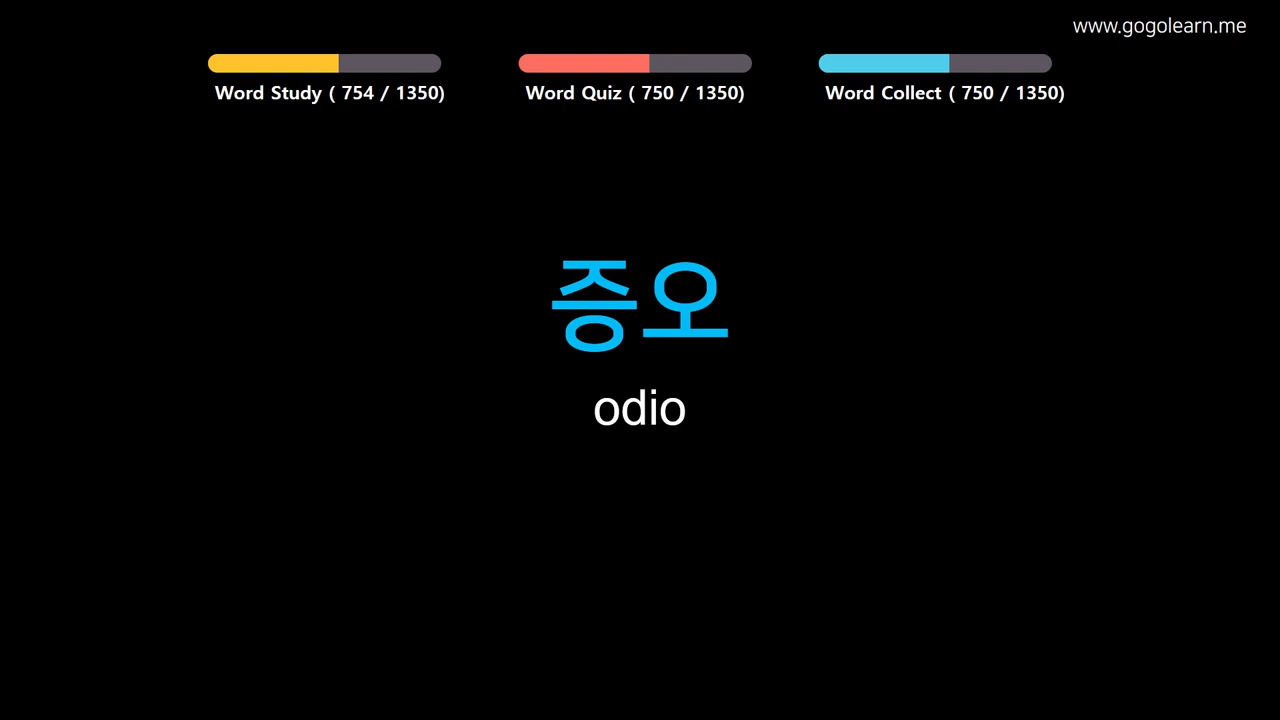 www.gogolearn.me
Word Study ( 754 / 1350)
Word Quiz ( 750 / 1350)
Word Collect ( 750 / 1350)
증오
odio